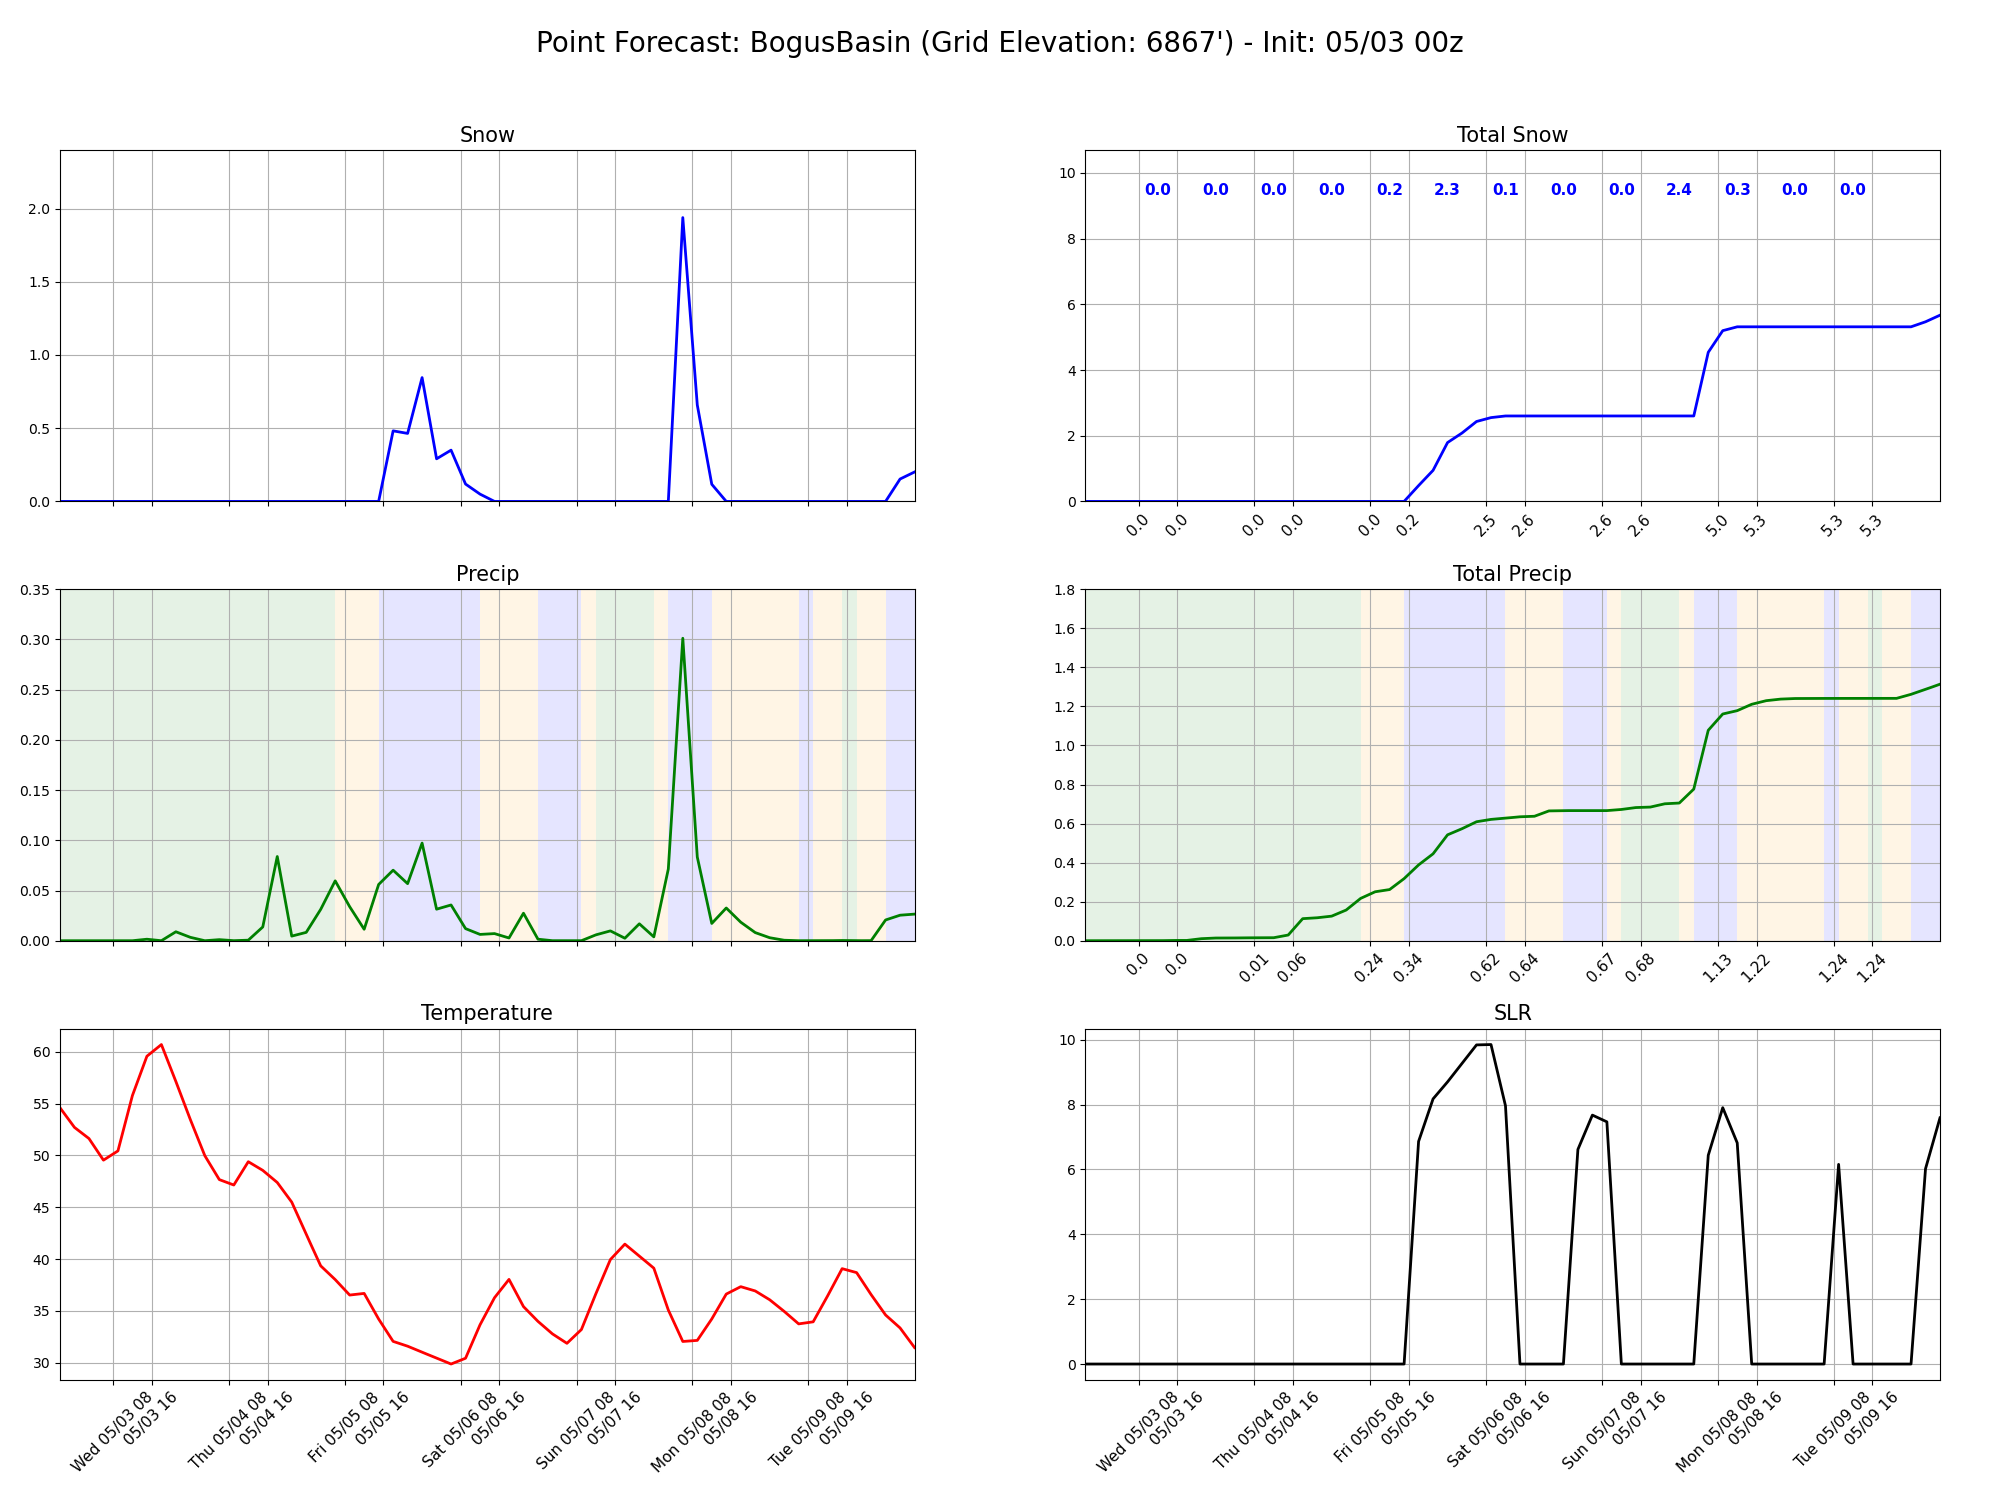 Point Forecast: BogusBasin (Grid Elevation: 6867') - Init: 05/03 00z
Snow
2.0
1.5
1.0
0.5
0.0
Total Snow
0.0 0.0 0.0 0.0 0.2 2.3 0.1 0.0 0.0 2.4 0.3 0.0 0.0
10
8
6
4
2
0
0.0 0.0 0.0 0.0 0.0 0.2 2.5 2.6 2.6 2.6 5.0 5.3 5.3 5.3
Precip
0.35
0.30
0.25
0.20
0.15
0.10
0.05
0.00
Total Precip
1.8
1.6
1.4
1.2
1.0
0.8
0.6
0.4
0.2
0.0
0.0 0.0 0.01 0.06 0.24 0.34 0.62 0.64 0.67 0.68 1.13 1.22 1.24 1.24
Temperature
60
55
50
45
40
35
30
Wed 05/03 08
05/03 16
Thu 05/04 08
05/04 16
Fri 05/05 08
05/05 16
Sat 05/06 08
05/06 16
Sun 05/07 08
05/07 16
Mon 05/08 08
05/08 16
Tue 05/09 08
05/09 16
SLR
10
8
6
4
2
0
Wed 05/03 08
05/03 16
Thu 05/04 08
05/04 16
Fri 05/05 08
05/05 16
Sat 05/06 08
05/06 16
Sun 05/07 08
05/07 16
Mon 05/08 08
05/08 16
Tue 05/09 08
05/09 16